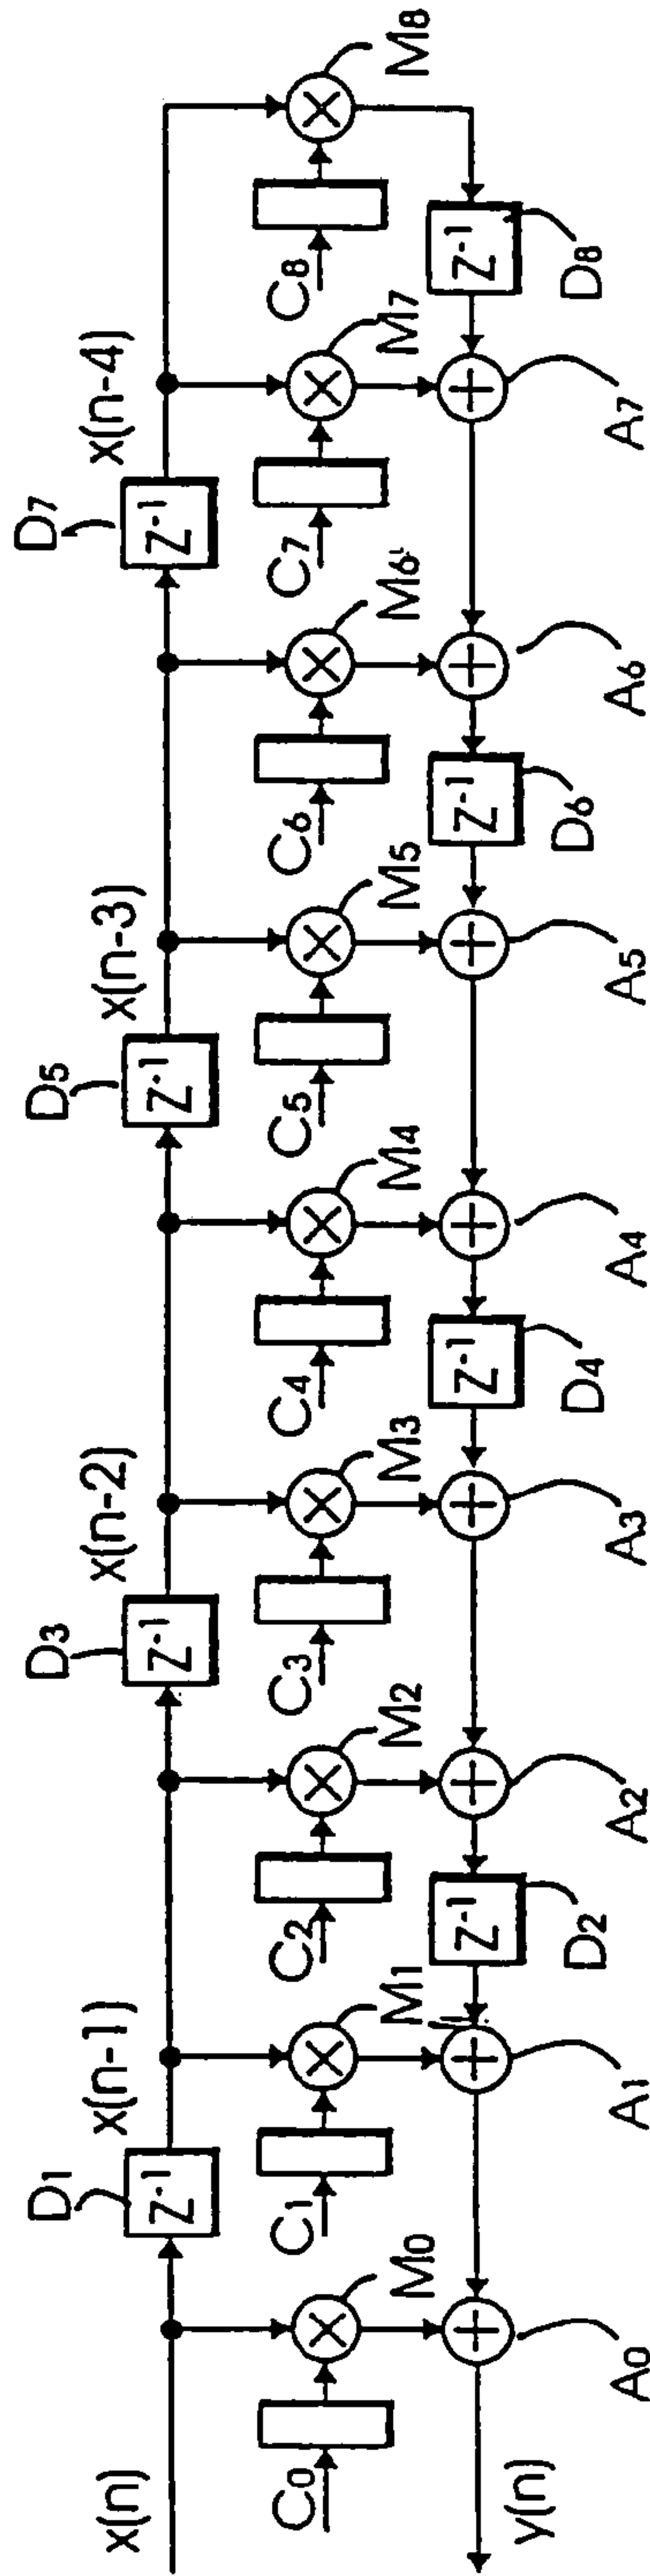 x(n) x(n-1) x(n-2) x(n-3) x(n-4)
D1 D3 D5 D7
Z-1 Z-1 Z-1 Z-1
C0 C1 C2 C3 C4 C5 C6 C7 C8
M0 M1 M2 M3 M4 M5 M6 M7 M8
Z-1 Z-1 Z-1 Z-1
D2 D4 D6 D8
y(n)
A0 A1 A2 A3 A4 A5 A6 A7